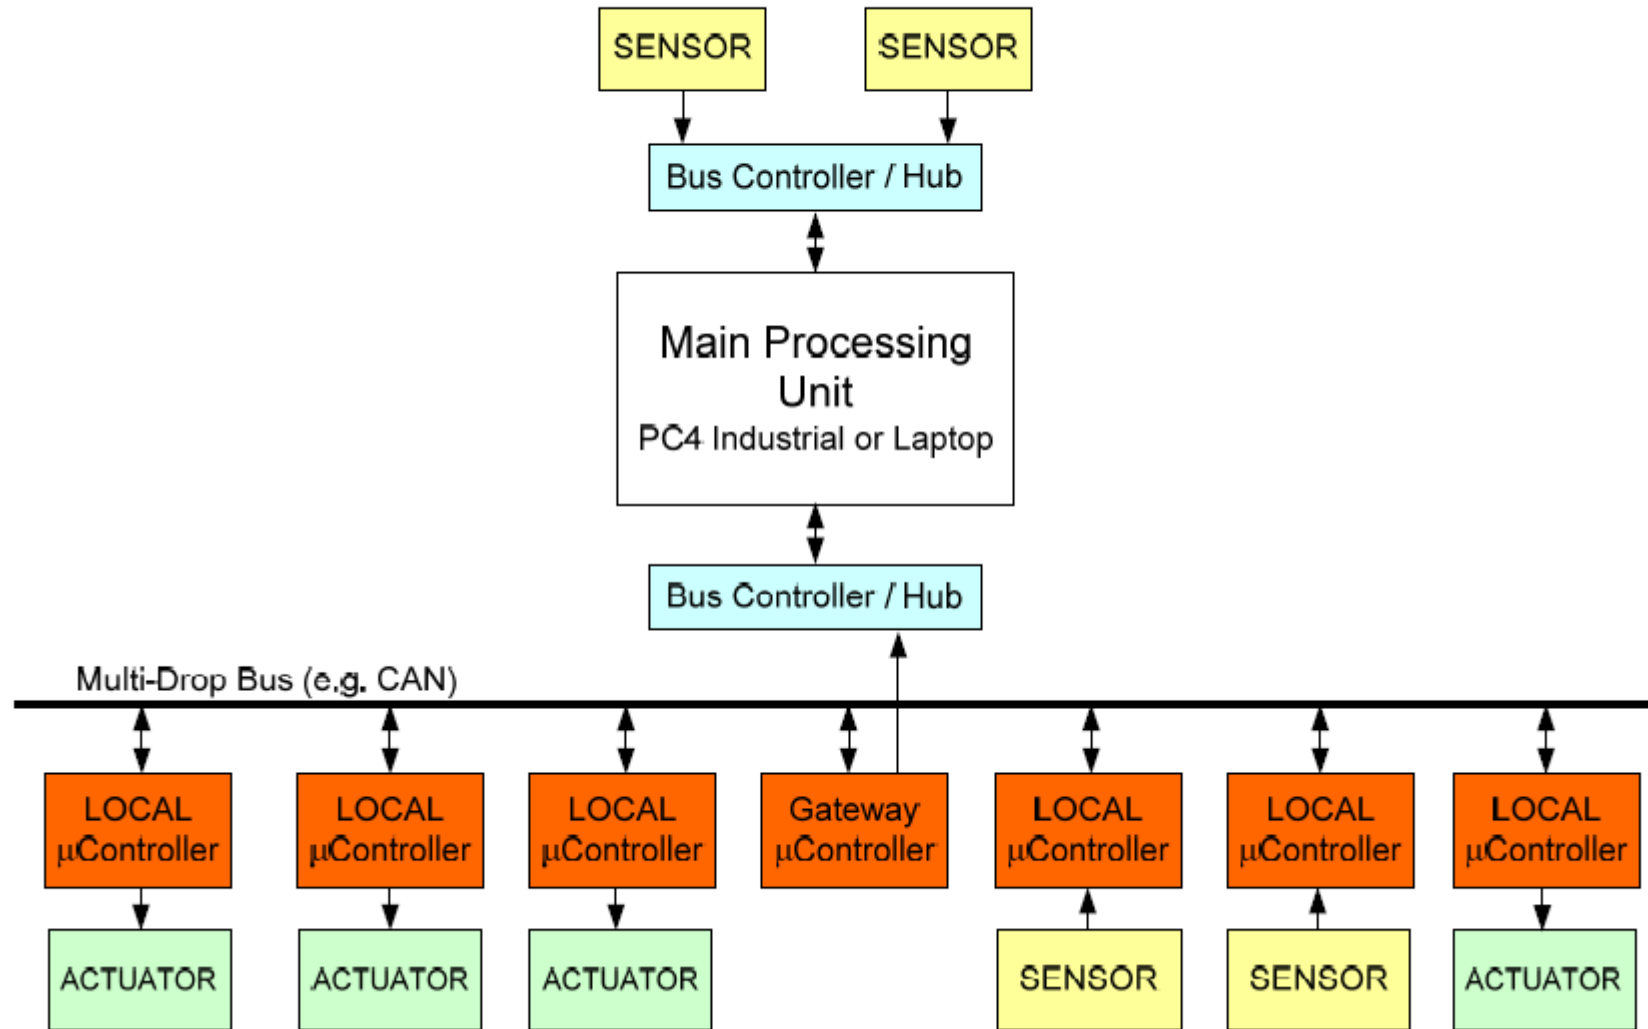 SENSOR
SENSOR
Bus Controller / Hub
Main Processing
Unit
PC4 Industrial or Laptop
Bus Controller / Hub
Multi-Drop Bus (e.g. CAN)
LOCAL
µController
LOCAL
µController
LOCAL
µController
Gateway
µController
LOCAL
µController
LOCAL
µController
LOCAL
µController
ACTUATOR
ACTUATOR
ACTUATOR
SENSOR
SENSOR
ACTUATOR